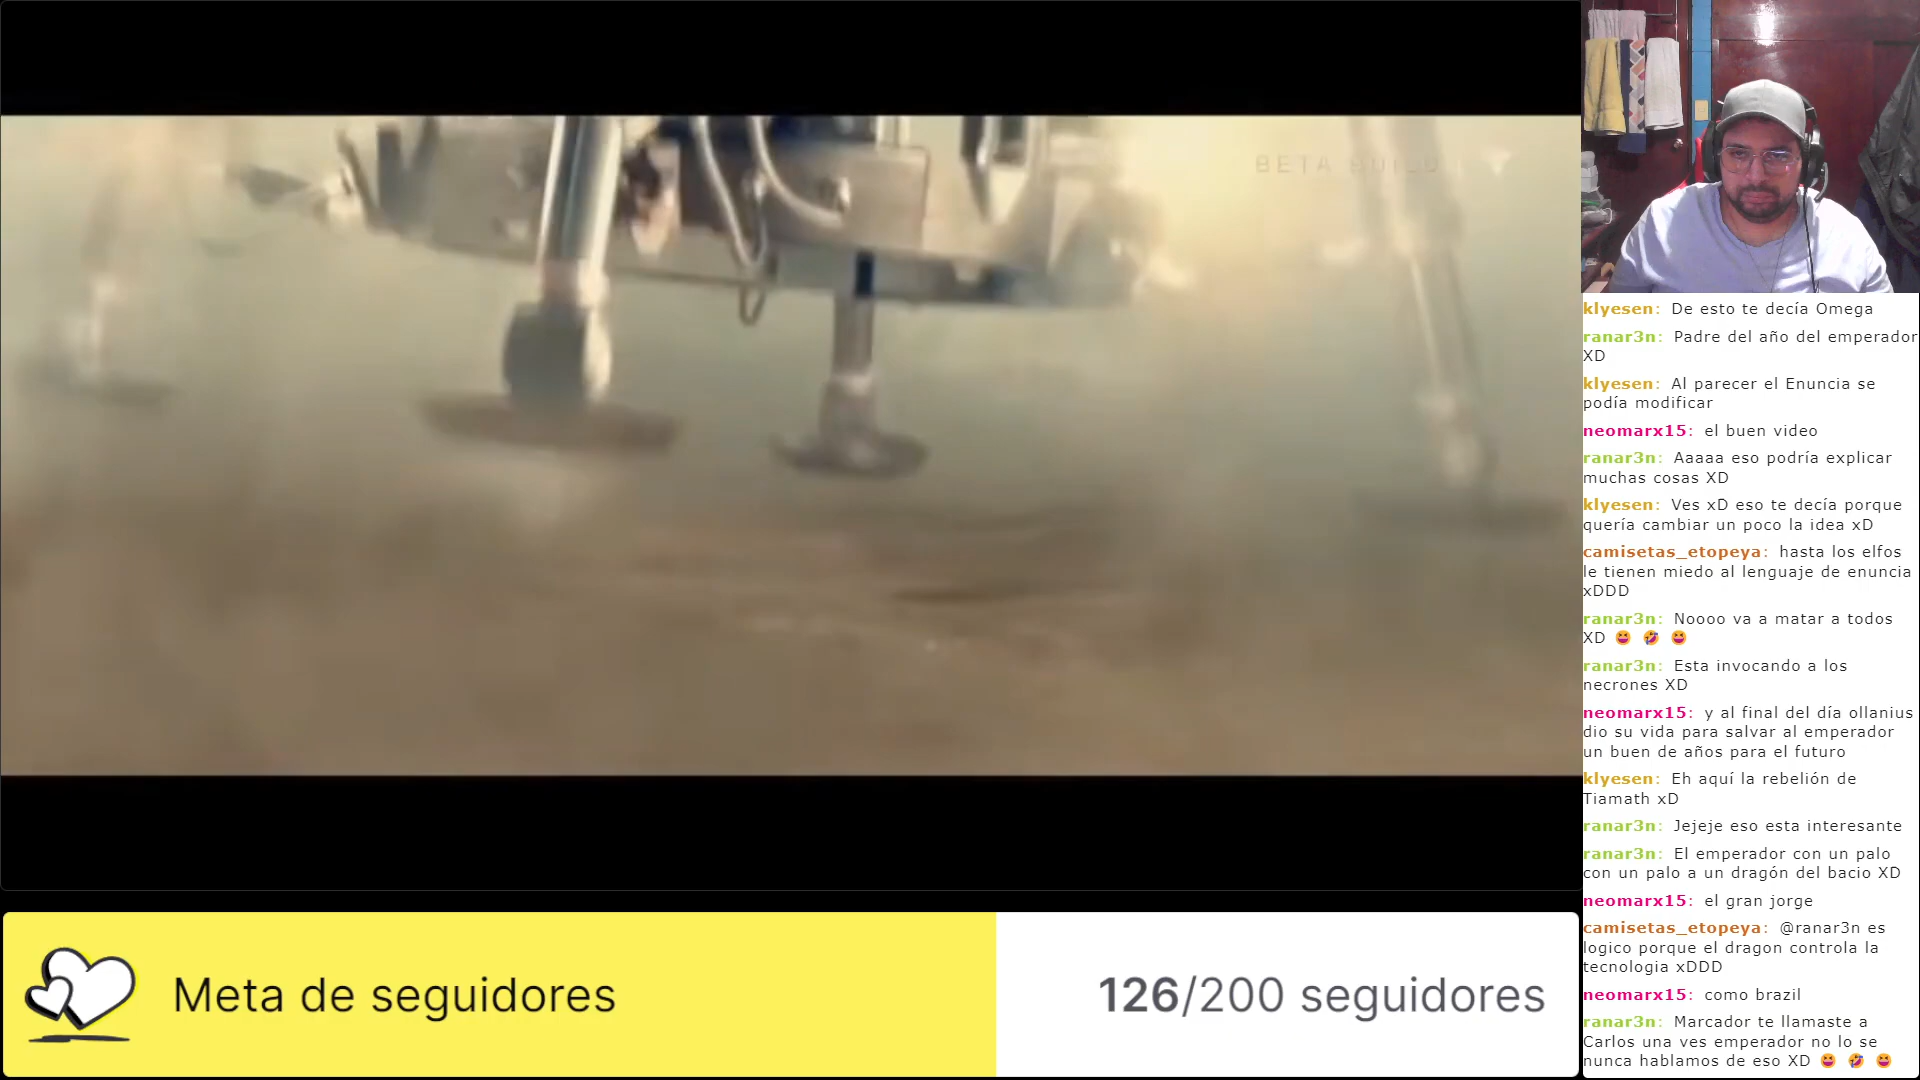 BETA BUILD
klyesen: De esto te decía Omega
ranar3n: Padre del año del emperador
XD
klyesen: Al parecer el Enuncia se
podía modificar
neomarx15: el buen video
ranar3n: Aaaaa eso podría explicar
muchas cosas XD
klyesen: Ves xD eso te decía porque
quería cambiar un poco la idea xD
camisetas_etopeya: hasta los elfos
le tienen miedo al lenguaje de enuncia
xDDD
ranar3n: Noooo va a matar a todos
XD 😆 🤣 😆
ranar3n: Esta invocando a los
necrones XD
neomarx15: y al final del día ollanius
dio su vida para salvar al emperador
un buen de años para el futuro
klyesen: Eh aquí la rebelión de
Tiamath xD
ranar3n: Jejeje eso esta interesante
ranar3n: El emperador con un palo
con un palo a un dragón del bacio XD
neomarx15: el gran jorge
camisetas_etopeya: @ranar3n es
logico porque el dragon controla la
tecnologia xDDD
neomarx15: como brazil
ranar3n: Marcador te llamaste a
Carlos una ves emperador no lo se
nunca hablamos de eso XD 😆 🤣 😆
Meta de seguidores
126/200 seguidores